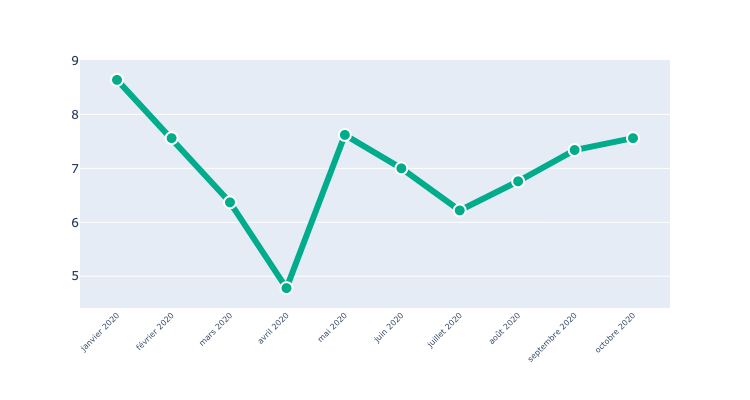 9
8
7
6
5
janvier 2020
février 2020
mars 2020
avril 2020
mai 2020
juin 2020
juillet 2020
août 2020
septembre 2020
octobre 2020